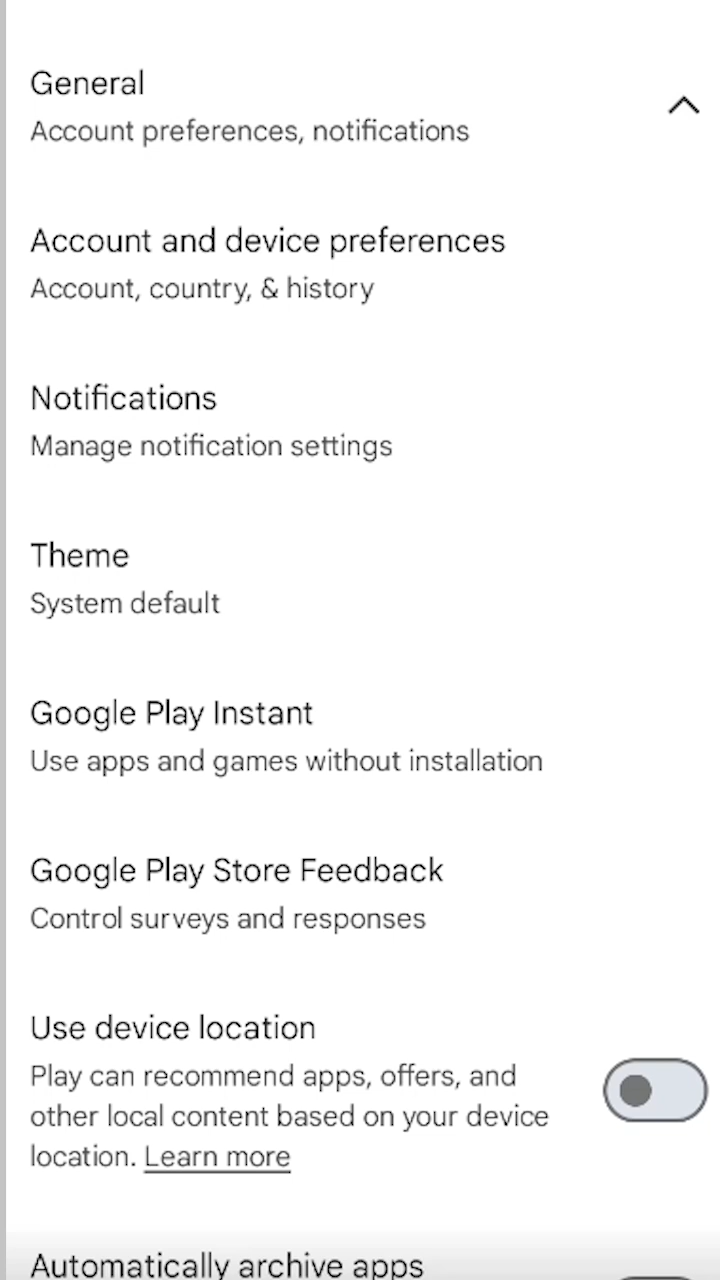 General
Account preferences, notifications
Account and device preferences
Account, country, & history
Notifications
Manage notification settings
Theme
System default
Google Play Instant
Use apps and games without installation
Google Play Store Feedback
Control surveys and responses
Use device location
Play can recommend apps, offers, and
other local content based on your device
location. Learn more
Automatically archive apps